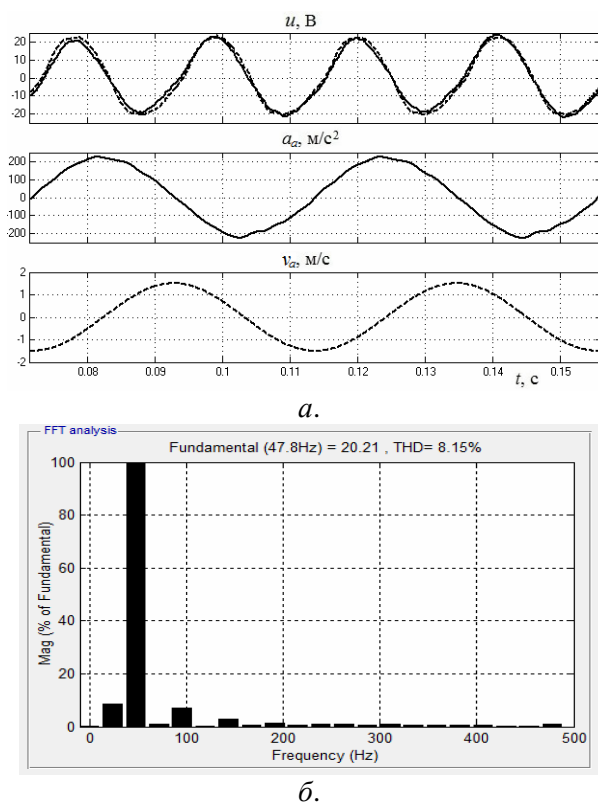 u, В
20
10
0
-10
-20
aₐ, м/с²
200
100
0
-100
-200
vₐ, м/с
2
1
0
-1
-2
0.08 0.09 0.1 0.11 0.12 0.13 0.14 0.15 t, с
а.
FFT analysis
Fundamental (47.8Hz) = 20.21 , THD= 8.15%
Mag (% of Fundamental)
100
80
60
40
20
0
0 100 200 300 400 500
Frequency (Hz)
б.